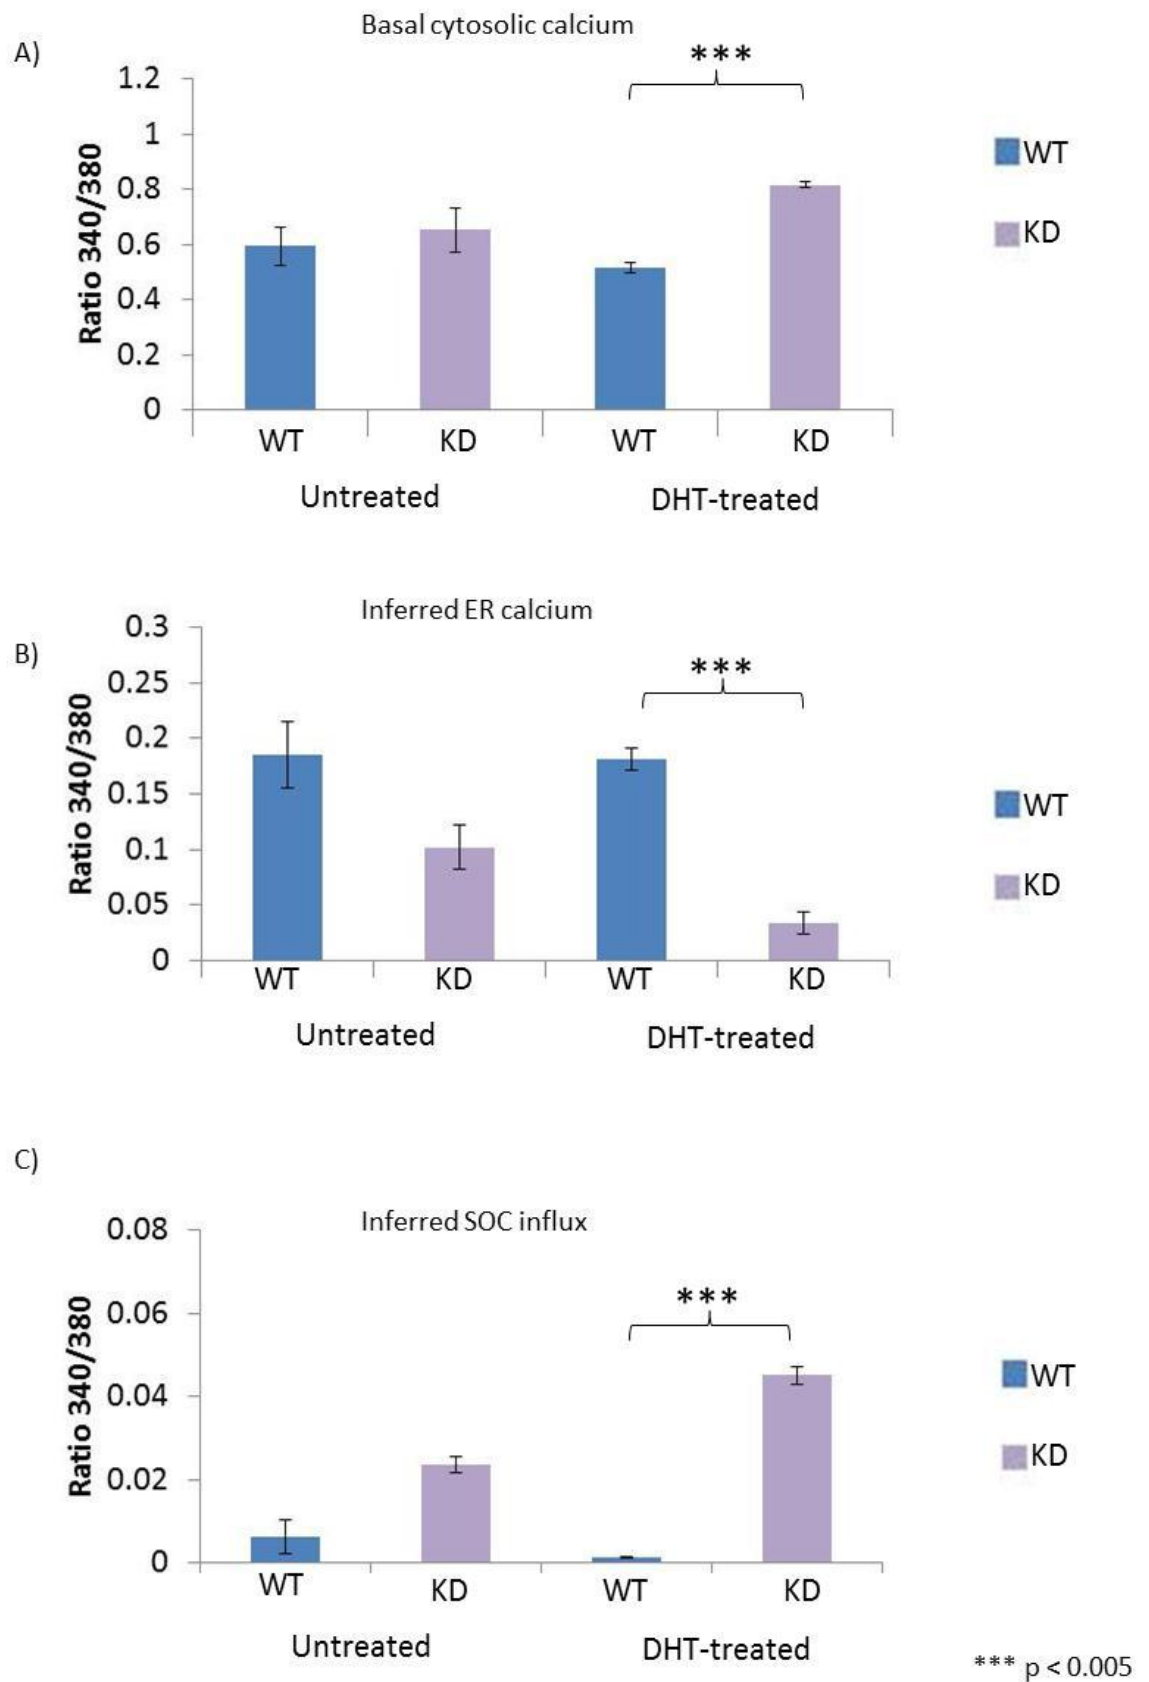 Basal cytosolic calcium
A)
***
1.2
1
0.8
0.6
0.4
0.2
0
Ratio 340/380
WT
KD
WT KD WT KD
Untreated DHT-treated
Inferred ER calcium
B)
***
0.3
0.25
0.2
0.15
0.1
0.05
0
Ratio 340/380
WT
KD
WT KD WT KD
Untreated DHT-treated
C)
Inferred SOC influx
***
0.08
0.06
0.04
0.02
0
Ratio 340/380
WT
KD
WT KD WT KD
Untreated DHT-treated
*** p < 0.005